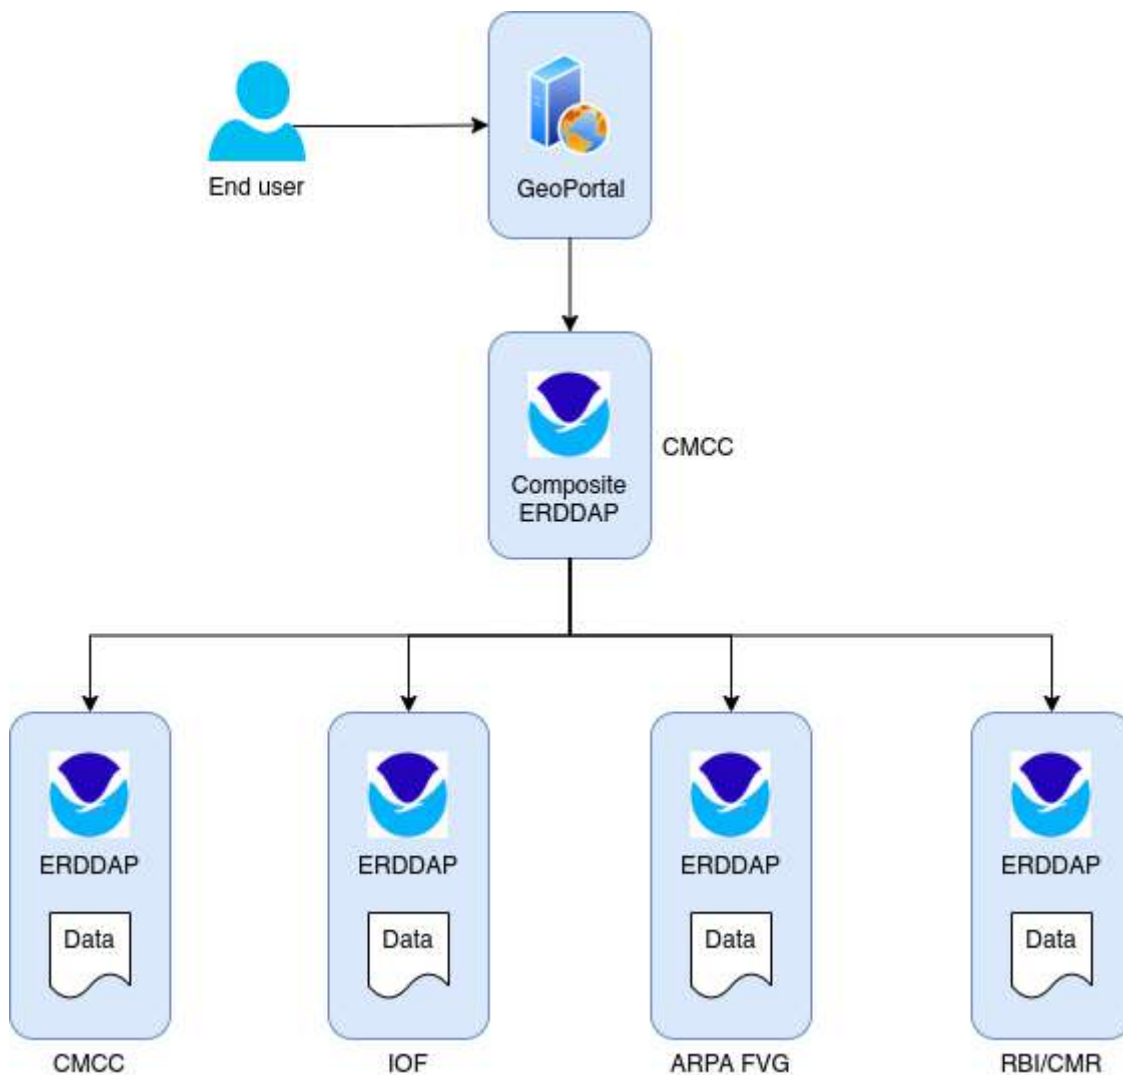 End user
GeoPortal
CMCC
Composite
ERDDAP
ERDDAP
ERDDAP
ERDDAP
ERDDAP
Data
Data
Data
Data
CMCC
IOF
ARPA FVG
RBI/CMR